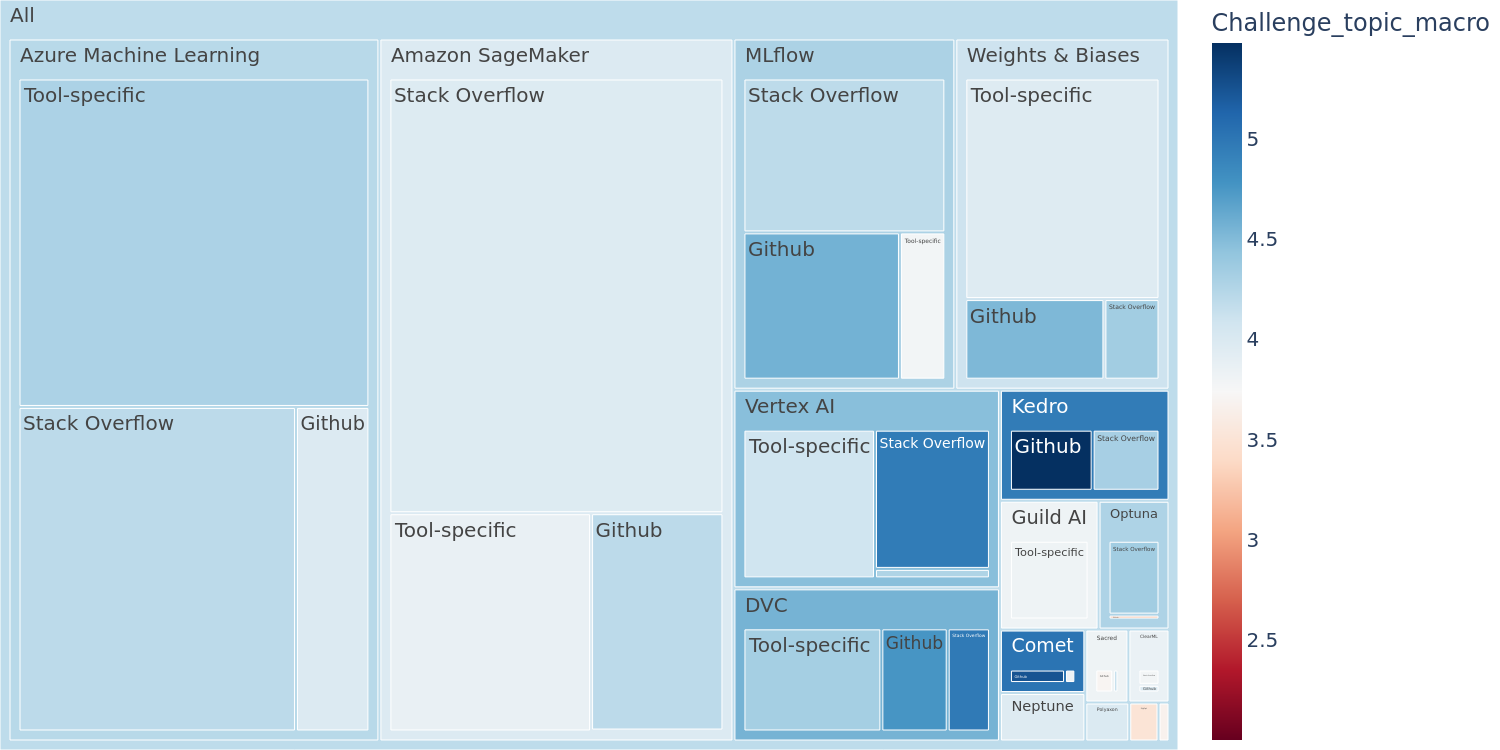 All
Azure Machine Learning
Tool-specific
Stack Overflow
Github
Amazon SageMaker
Stack Overflow
Tool-specific
Github
MLflow
Stack Overflow
Github
Tool-specific
Weights & Biases
Tool-specific
Github
Stack Overflow
Vertex AI
Tool-specific
Stack Overflow
DVC
Tool-specific
Github
Stack Overflow
Kedro
Github
Stack Overflow
Guild AI
Tool-specific
Optuna
Stack Overflow
Comet
Github
Neptune
Sacred
ClearML
Github
Polyaxon
Challenge_topic_macro
5
4.5
4
3.5
3
2.5